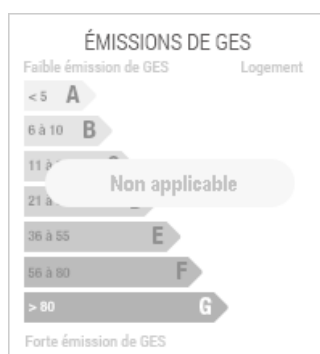 ÉMISSIONS DE GES
Faible émission de GES Logement
< 5 A
6 à 10 B
11 à
Non applicable
21 à
36 à 55 E
56 à 80 F
> 80 G
Forte émission de GES